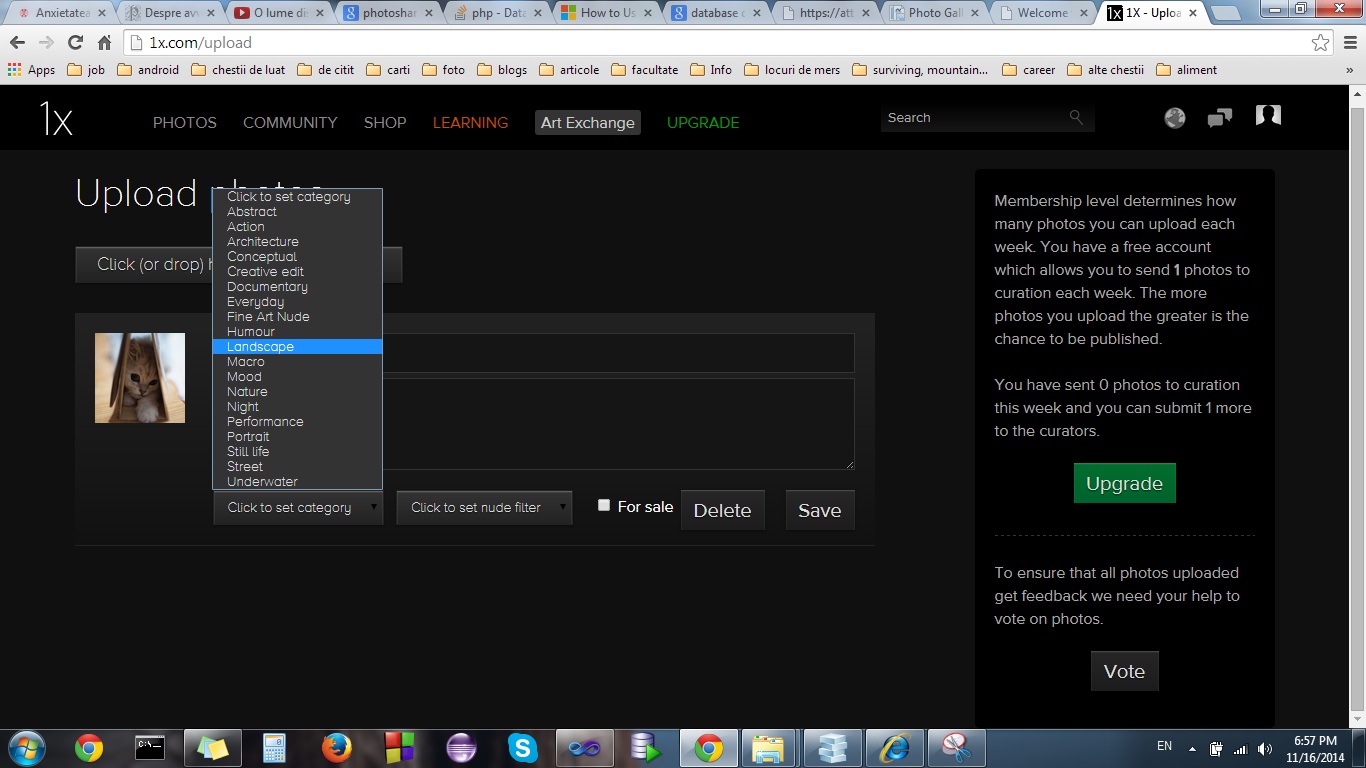 Anxietatea
Despre ave
O lume dis
photoshar
php - Data
How to Us
database d
https://att
Photo Gall
Welcome
1X - Uploa
1x.com/upload
Apps job android chestii de luat de citit carti foto blogs articole facultate Info locuri de mers surviving, mountain... career alte chestii aliment »
1x PHOTOS COMMUNITY SHOP LEARNING Art Exchange UPGRADE Search
Upload
Click (or drop)
Click to set category
Abstract
Action
Architecture
Conceptual
Creative edit
Documentary
Everyday
Fine Art Nude
Humour
Landscape
Macro
Mood
Nature
Night
Performance
Portrait
Still life
Street
Underwater
Click to set category Click to set nude filter For sale Delete Save
Membership level determines how
many photos you can upload each
week. You have a free account
which allows you to send 1 photos to
curation each week. The more
photos you upload the greater is the
chance to be published.
You have sent 0 photos to curation
this week and you can submit 1 more
to the curators.
Upgrade
To ensure that all photos uploaded
get feedback we need your help to
vote on photos.
Vote
EN
6:57 PM
11/16/2014